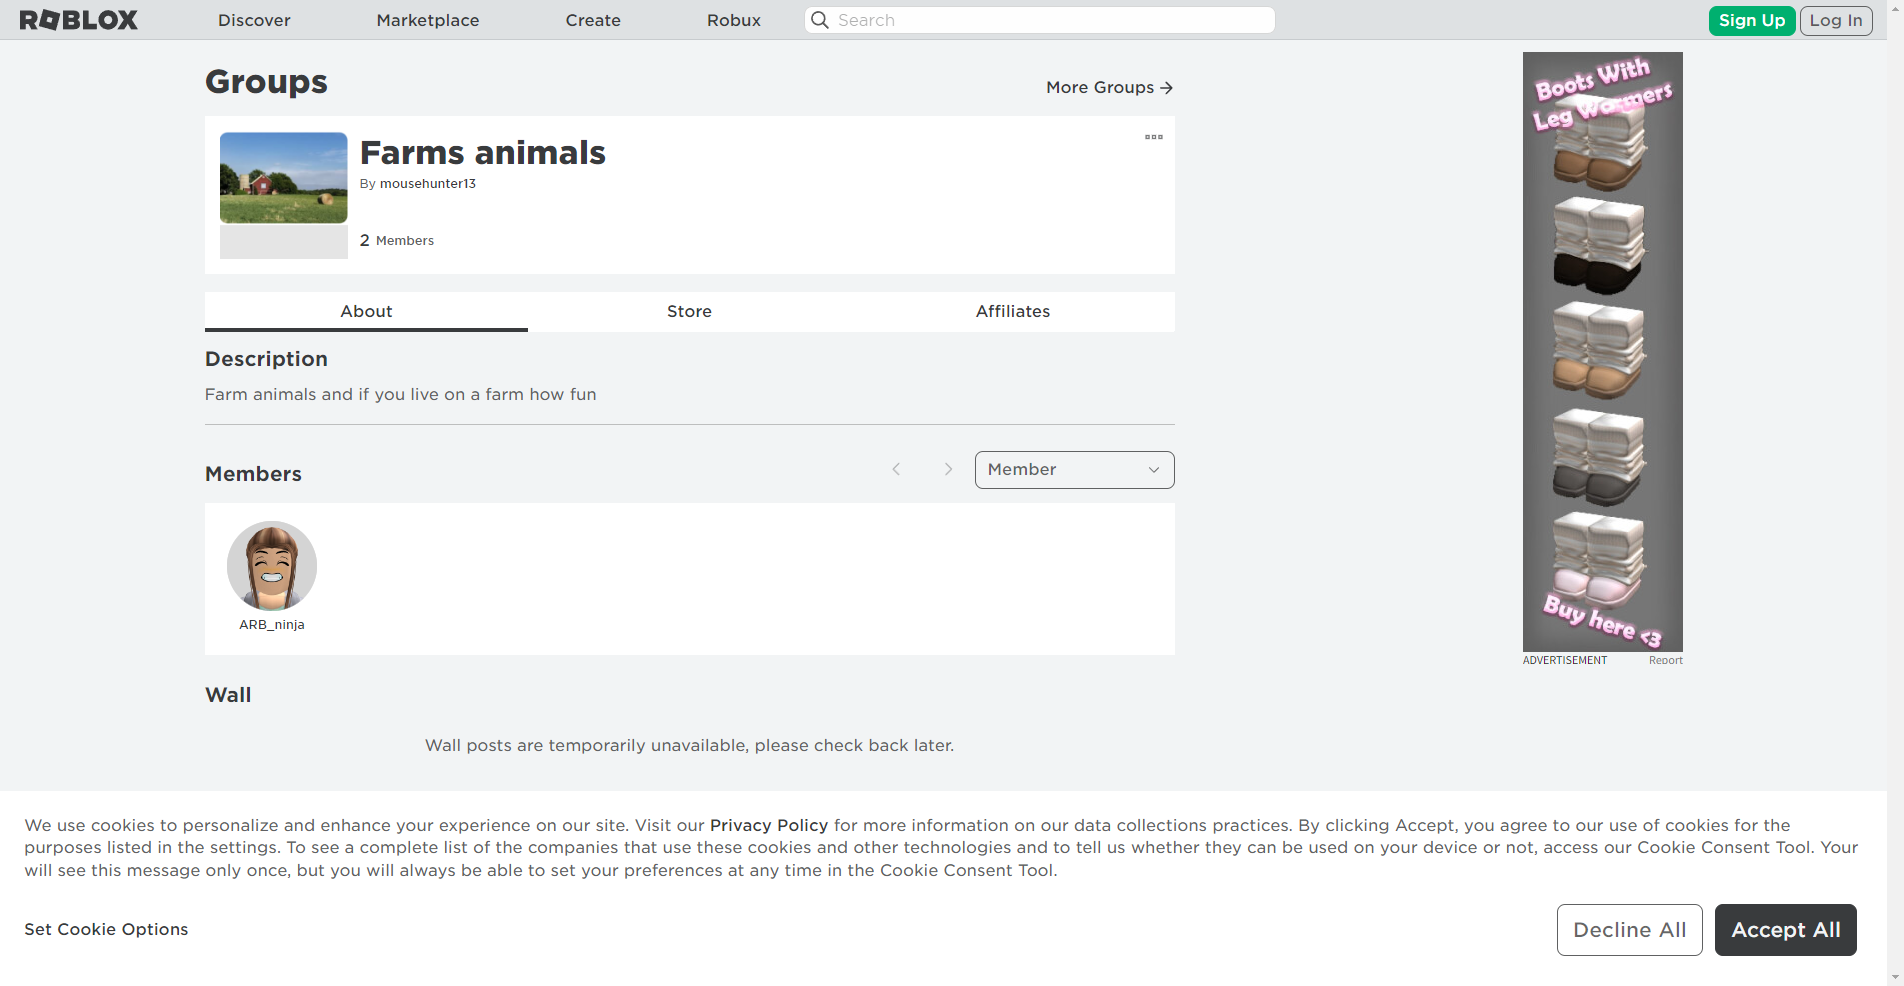 ROBLOX
Discover
Marketplace
Create
Robux
Search
Sign Up
Log In
Groups
More Groups
Farms animals
By mousehunter13
2 Members
About
Store
Affiliates
Description
Farm animals and if you live on a farm how fun
Members
Member
ARB_ninja
Wall
Wall posts are temporarily unavailable, please check back later.
Boots With
Leg Warmers
Buy here <3
ADVERTISEMENT
Report
We use cookies to personalize and enhance your experience on our site. Visit our Privacy Policy for more information on our data collections practices. By clicking Accept, you agree to our use of cookies for the
purposes listed in the settings. To see a complete list of the companies that use these cookies and other technologies and to tell us whether they can be used on your device or not, access our Cookie Consent Tool. Your
will see this message only once, but you will always be able to set your preferences at any time in the Cookie Consent Tool.
Set Cookie Options
Decline All
Accept All